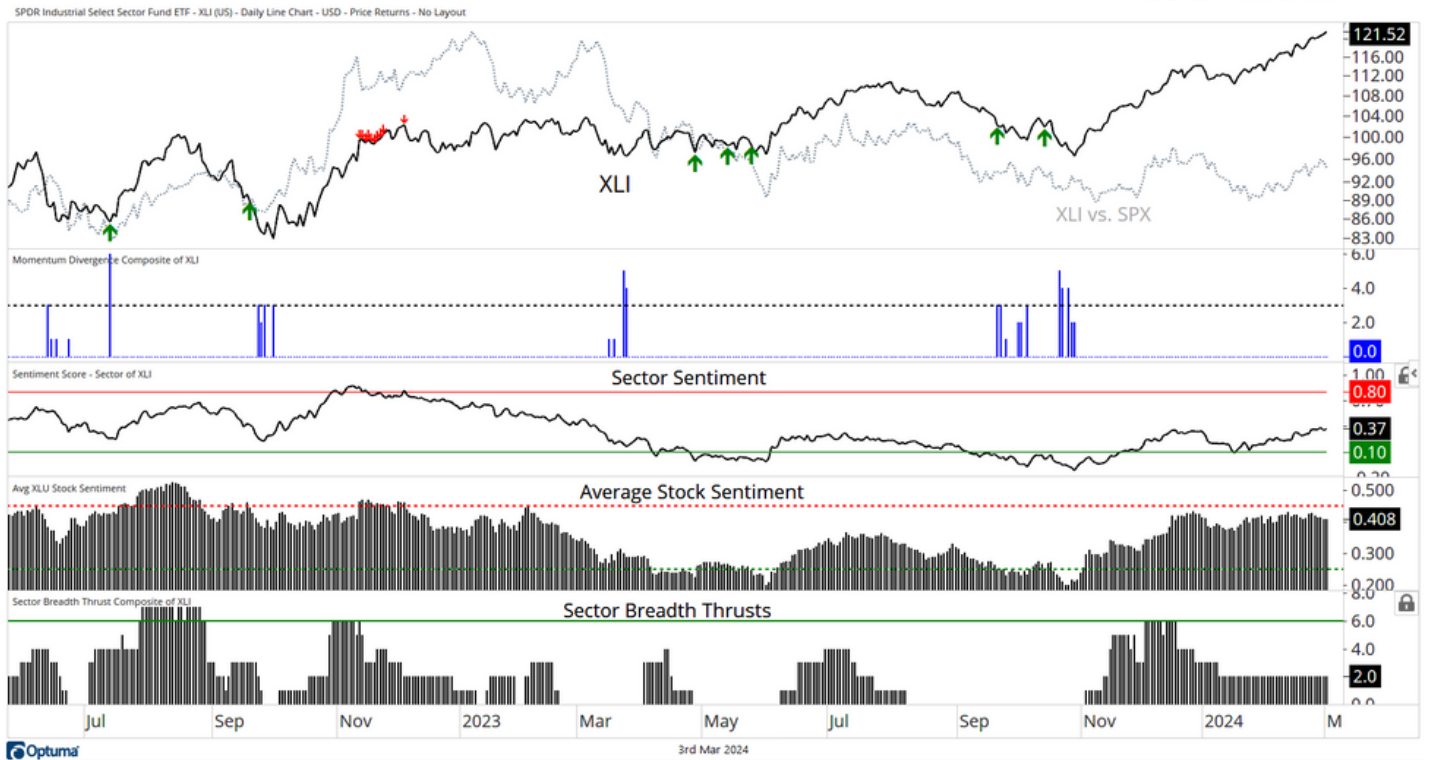 SPDR Industrial Select Sector Fund ETF - XLI (US) - Daily Line Chart - USD - Price Returns - No Layout
121.52
116.00
112.00
108.00
104.00
100.00
96.00
92.00
89.00
86.00
83.00
XLI
XLI vs. SPX
Momentum Divergence Composite of XLI
6.0
4.0
2.0
0.0
Sentiment Score - Sector of XLI
Sector Sentiment
1.00
0.80
0.37
0.10
Avg XLU Stock Sentiment
Average Stock Sentiment
0.500
0.408
0.300
0.200
Sector Breadth Thrust Composite of XLI
Sector Breadth Thrusts
8.0
6.0
4.0
2.0
0.0
Jul Sep Nov 2023 Mar May Jul Sep Nov 2024 M
Optuma
3rd Mar 2024